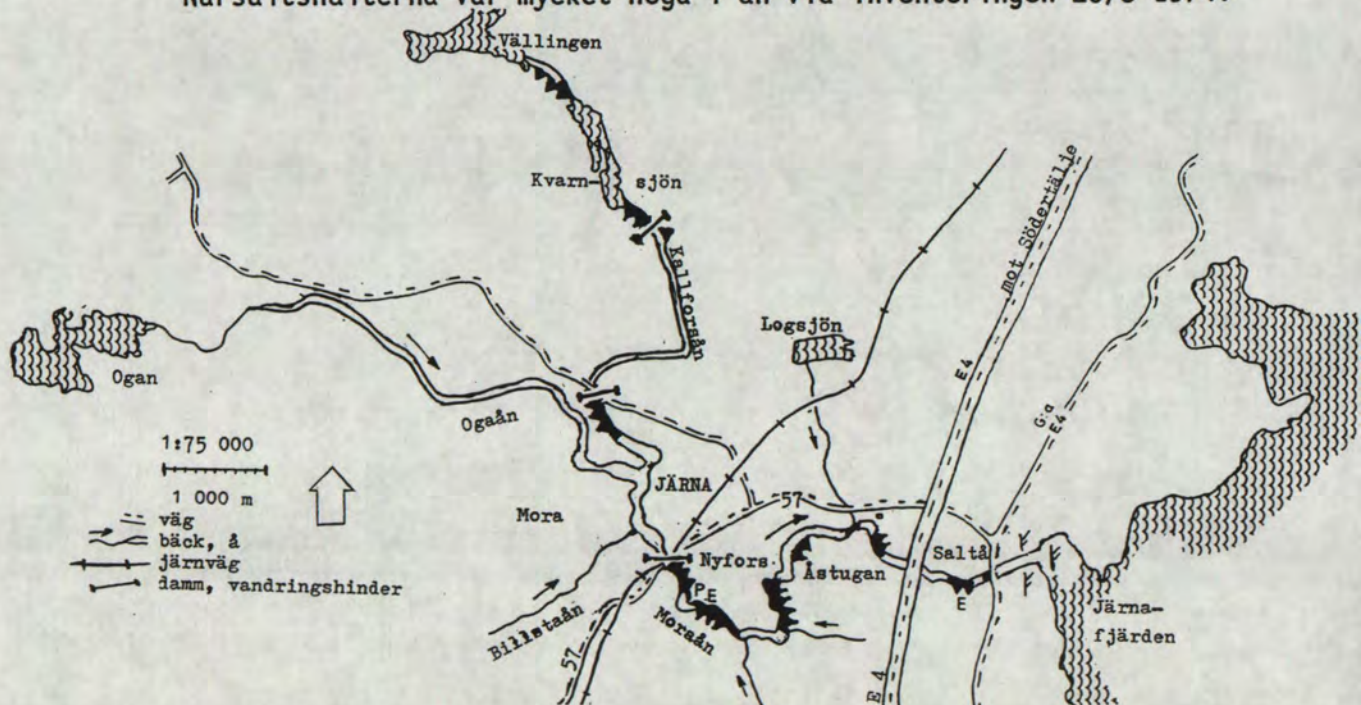 Vällingen
Kvarn-
sjön
Kallforsån
mot Södertälje
E4
G:a
E4
Logsjön
Ogan
Ogaån
1:75 000
1 000 m
väg
bäck, å
järnväg
damm, vandringshinder
JÄRNA
Mora
57
Nyfors
Åstugan
Saltå
P
E
E
Billstaån
Moraån
57
E4
Järna-
fjärden